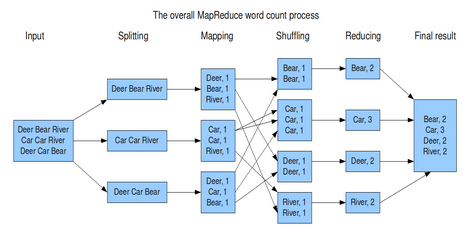 The overall MapReduce word count process
Input
Splitting
Mapping
Shuffling
Reducing
Final result
Deer Bear River
Car Car River
Deer Car Bear
Deer Bear River
Car Car River
Deer Car Bear
Deer, 1
Bear, 1
River, 1
Car, 1
Car, 1
River, 1
Deer, 1
Car, 1
Bear, 1
Bear, 1
Bear, 1
Car, 1
Car, 1
Car, 1
Deer, 1
Deer, 1
River, 1
River, 1
Bear, 2
Car, 3
Deer, 2
River, 2
Bear, 2
Car, 3
Deer, 2
River, 2